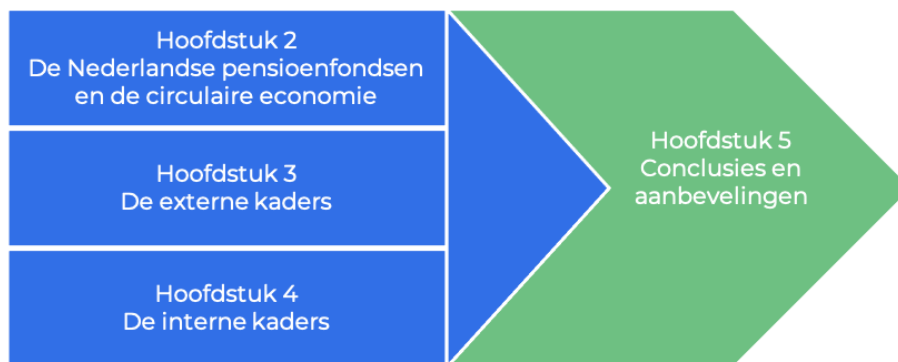 Hoofdstuk 2
De Nederlandse pensioenfondsen
en de circulaire economie
Hoofdstuk 3
De externe kaders
Hoofdstuk 4
De interne kaders
Hoofdstuk 5
Conclusies en
aanbevelingen